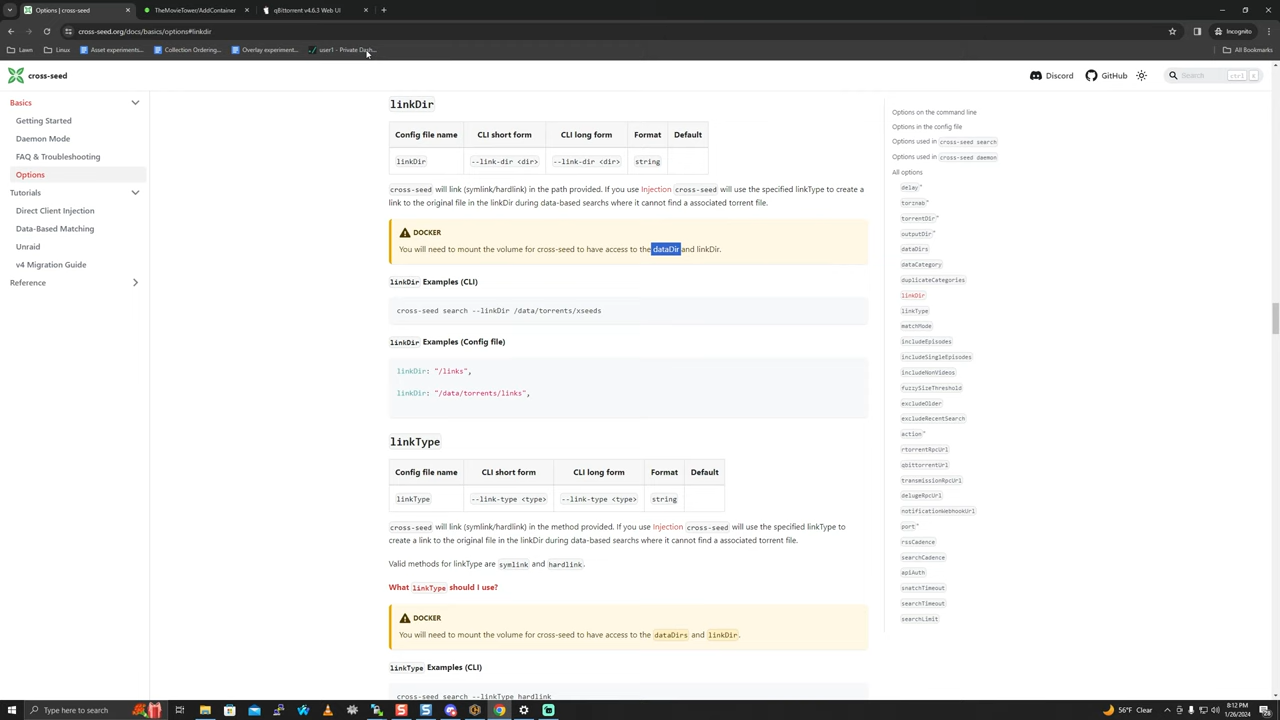 Options | cross-seed
TheMovieTower/AddContainer
qBittorrent v4.6.3 Web UI
cross-seed.org/docs/basics/options#linkdir
Incognito
Lawn
Linux
Asset experiments...
Collection Ordering...
Overlay experiment...
user1 - Private Dash...
All Bookmarks
cross-seed
Discord
GitHub
Search
ctrl
K
Basics
Getting Started
Daemon Mode
FAQ & Troubleshooting
Options
Tutorials
Direct Client Injection
Data-Based Matching
Unraid
v4 Migration Guide
Reference
linkDir
Config file name CLI short form CLI long form Format Default
linkDir --link-dir <dir> --link-dir <dir> string
cross-seed will link (symlink/hardlink) in the path provided. If you use Injection cross-seed will use the specified linkType to create a
link to the original file in the linkDir during data-based searchs where it cannot find a associated torrent file.
DOCKER
You will need to mount the volume for cross-seed to have access to the dataDir and linkDir.
linkDir Examples (CLI)
cross-seed search --linkDir /data/torrents/xseeds
linkDir Examples (Config file)
linkDir: "/links",
linkDir: "/data/torrents/links",
linkType
Config file name CLI short form CLI long form Format Default
linkType --link-type <type> --link-type <type> string
cross-seed will link (symlink/hardlink) in the method provided. If you use Injection cross-seed will use the specified linkType to
create a link to the original file in the linkDir during data-based searchs where it cannot find a associated torrent file.
Valid methods for linkType are symlink and hardlink.
What linkType should I use?
DOCKER
You will need to mount the volume for cross-seed to have access to the dataDirs and linkDir.
linkType Examples (CLI)
cross-seed search --linkType hardlink
Options on the command line
Options in the config file
Options used in cross-seed search
Options used in cross-seed daemon
All options
delay*
torznab*
torrentDir*
outputDir*
dataDirs
dataCategory
duplicateCategories
linkDir
linkType
matchMode
includeEpisodes
includeSingleEpisodes
includeNonVideos
fuzzySizeThreshold
excludeOlder
excludeRecentSearch
action*
rtorrentRpcUrl
qbittorrentUrl
transmissionRpcUrl
delugeRpcUrl
notificationWebhookUrl
port*
rssCadence
searchCadence
apiAuth
snatchTimeout
searchTimeout
searchLimit
Type here to search
56°F Clear
8:12 PM
1/26/2024